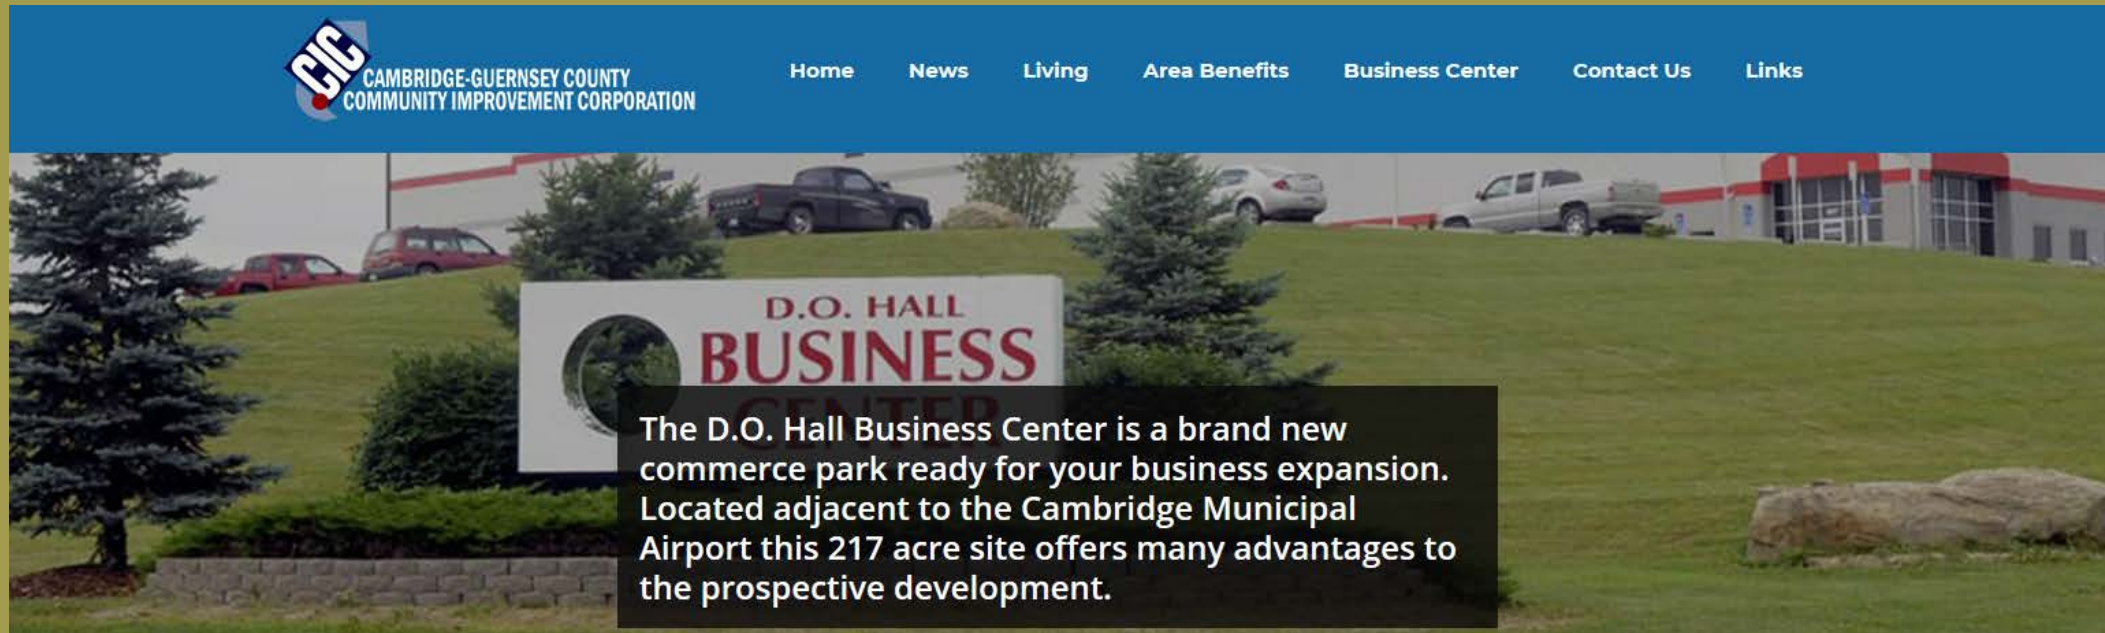 CIC
CAMBRIDGE-GUERNSEY COUNTY
COMMUNITY IMPROVEMENT CORPORATION
Home News Living Area Benefits Business Center Contact Us Links
D.O. HALL
BUSINESS
CENTER
The D.O. Hall Business Center is a brand new
commerce park ready for your business expansion.
Located adjacent to the Cambridge Municipal
Airport this 217 acre site offers many advantages to
the prospective development.